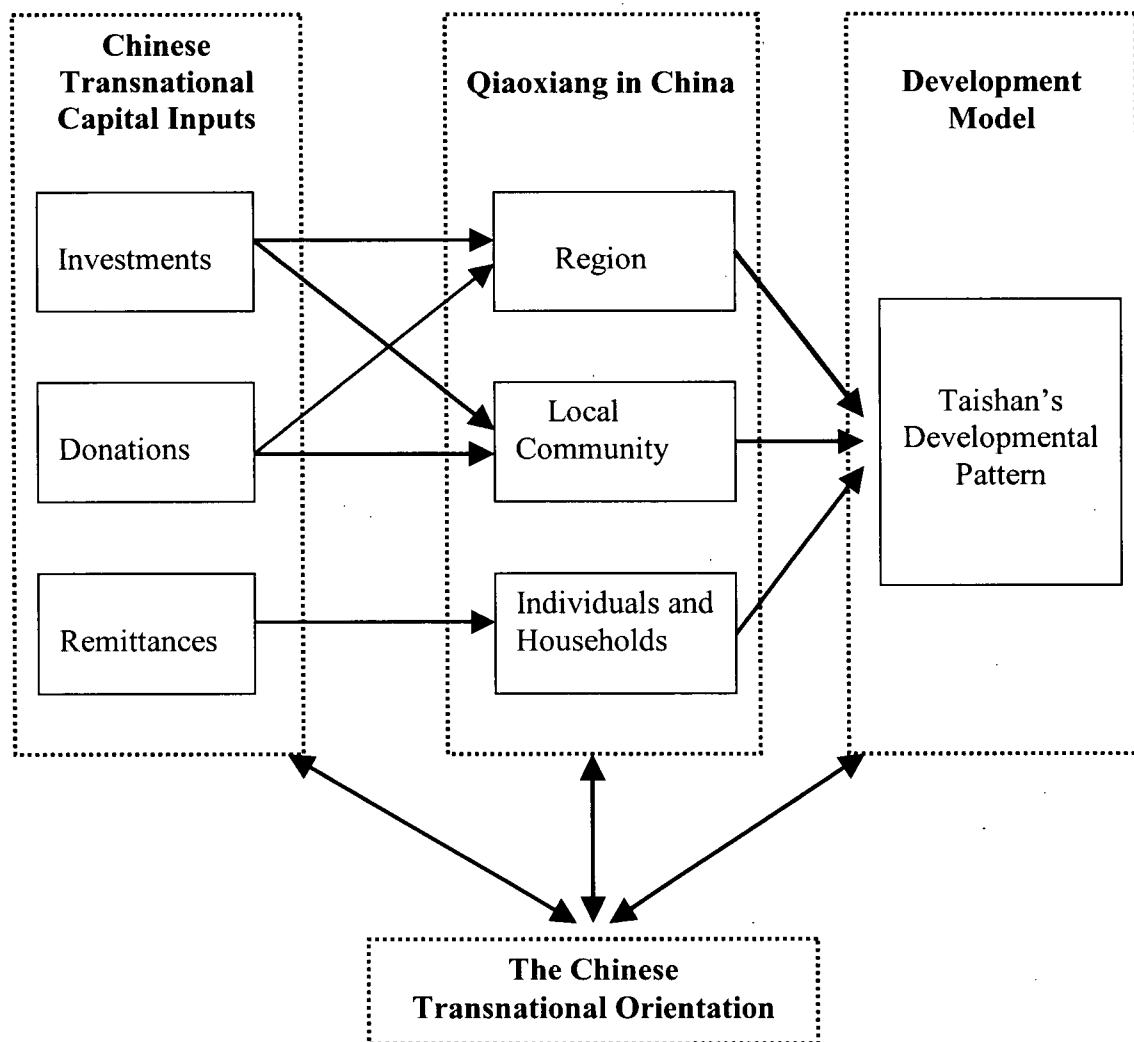 Chinese
Transnational
Capital Inputs
Investments
Donations
Remittances
Qiaoxiang in China
Region
Local
Community
Individuals and
Households
Development
Model
Taishan's
Developmental
Pattern
The Chinese
Transnational Orientation